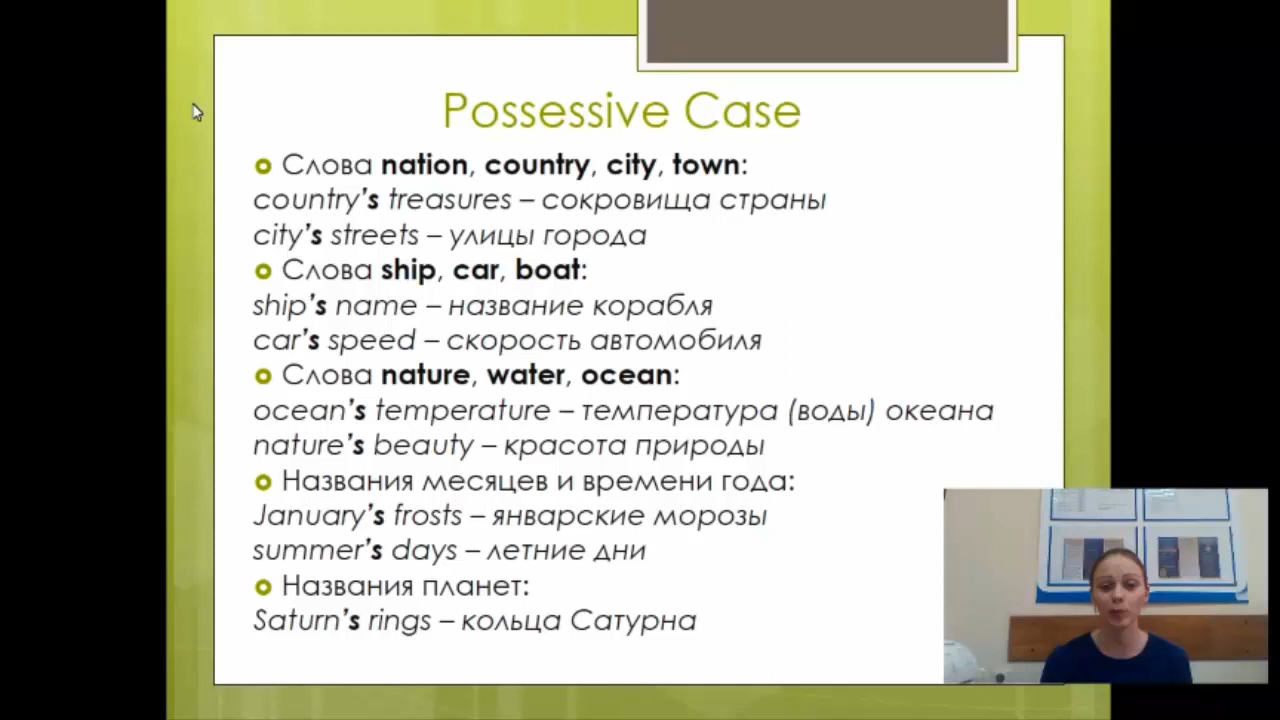 Possessive Case
Слова nation, country, city, town:
country's treasures – сокровища страны
city's streets – улицы города
Слова ship, car, boat:
ship's name – название корабля
car's speed – скорость автомобиля
Слова nature, water, ocean:
ocean's temperature – температура (воды) океана
nature's beauty – красота природы
Названия месяцев и времени года:
January's frosts – январские морозы
summer's days – летние дни
Названия планет:
Saturn's rings – кольца Сатурна